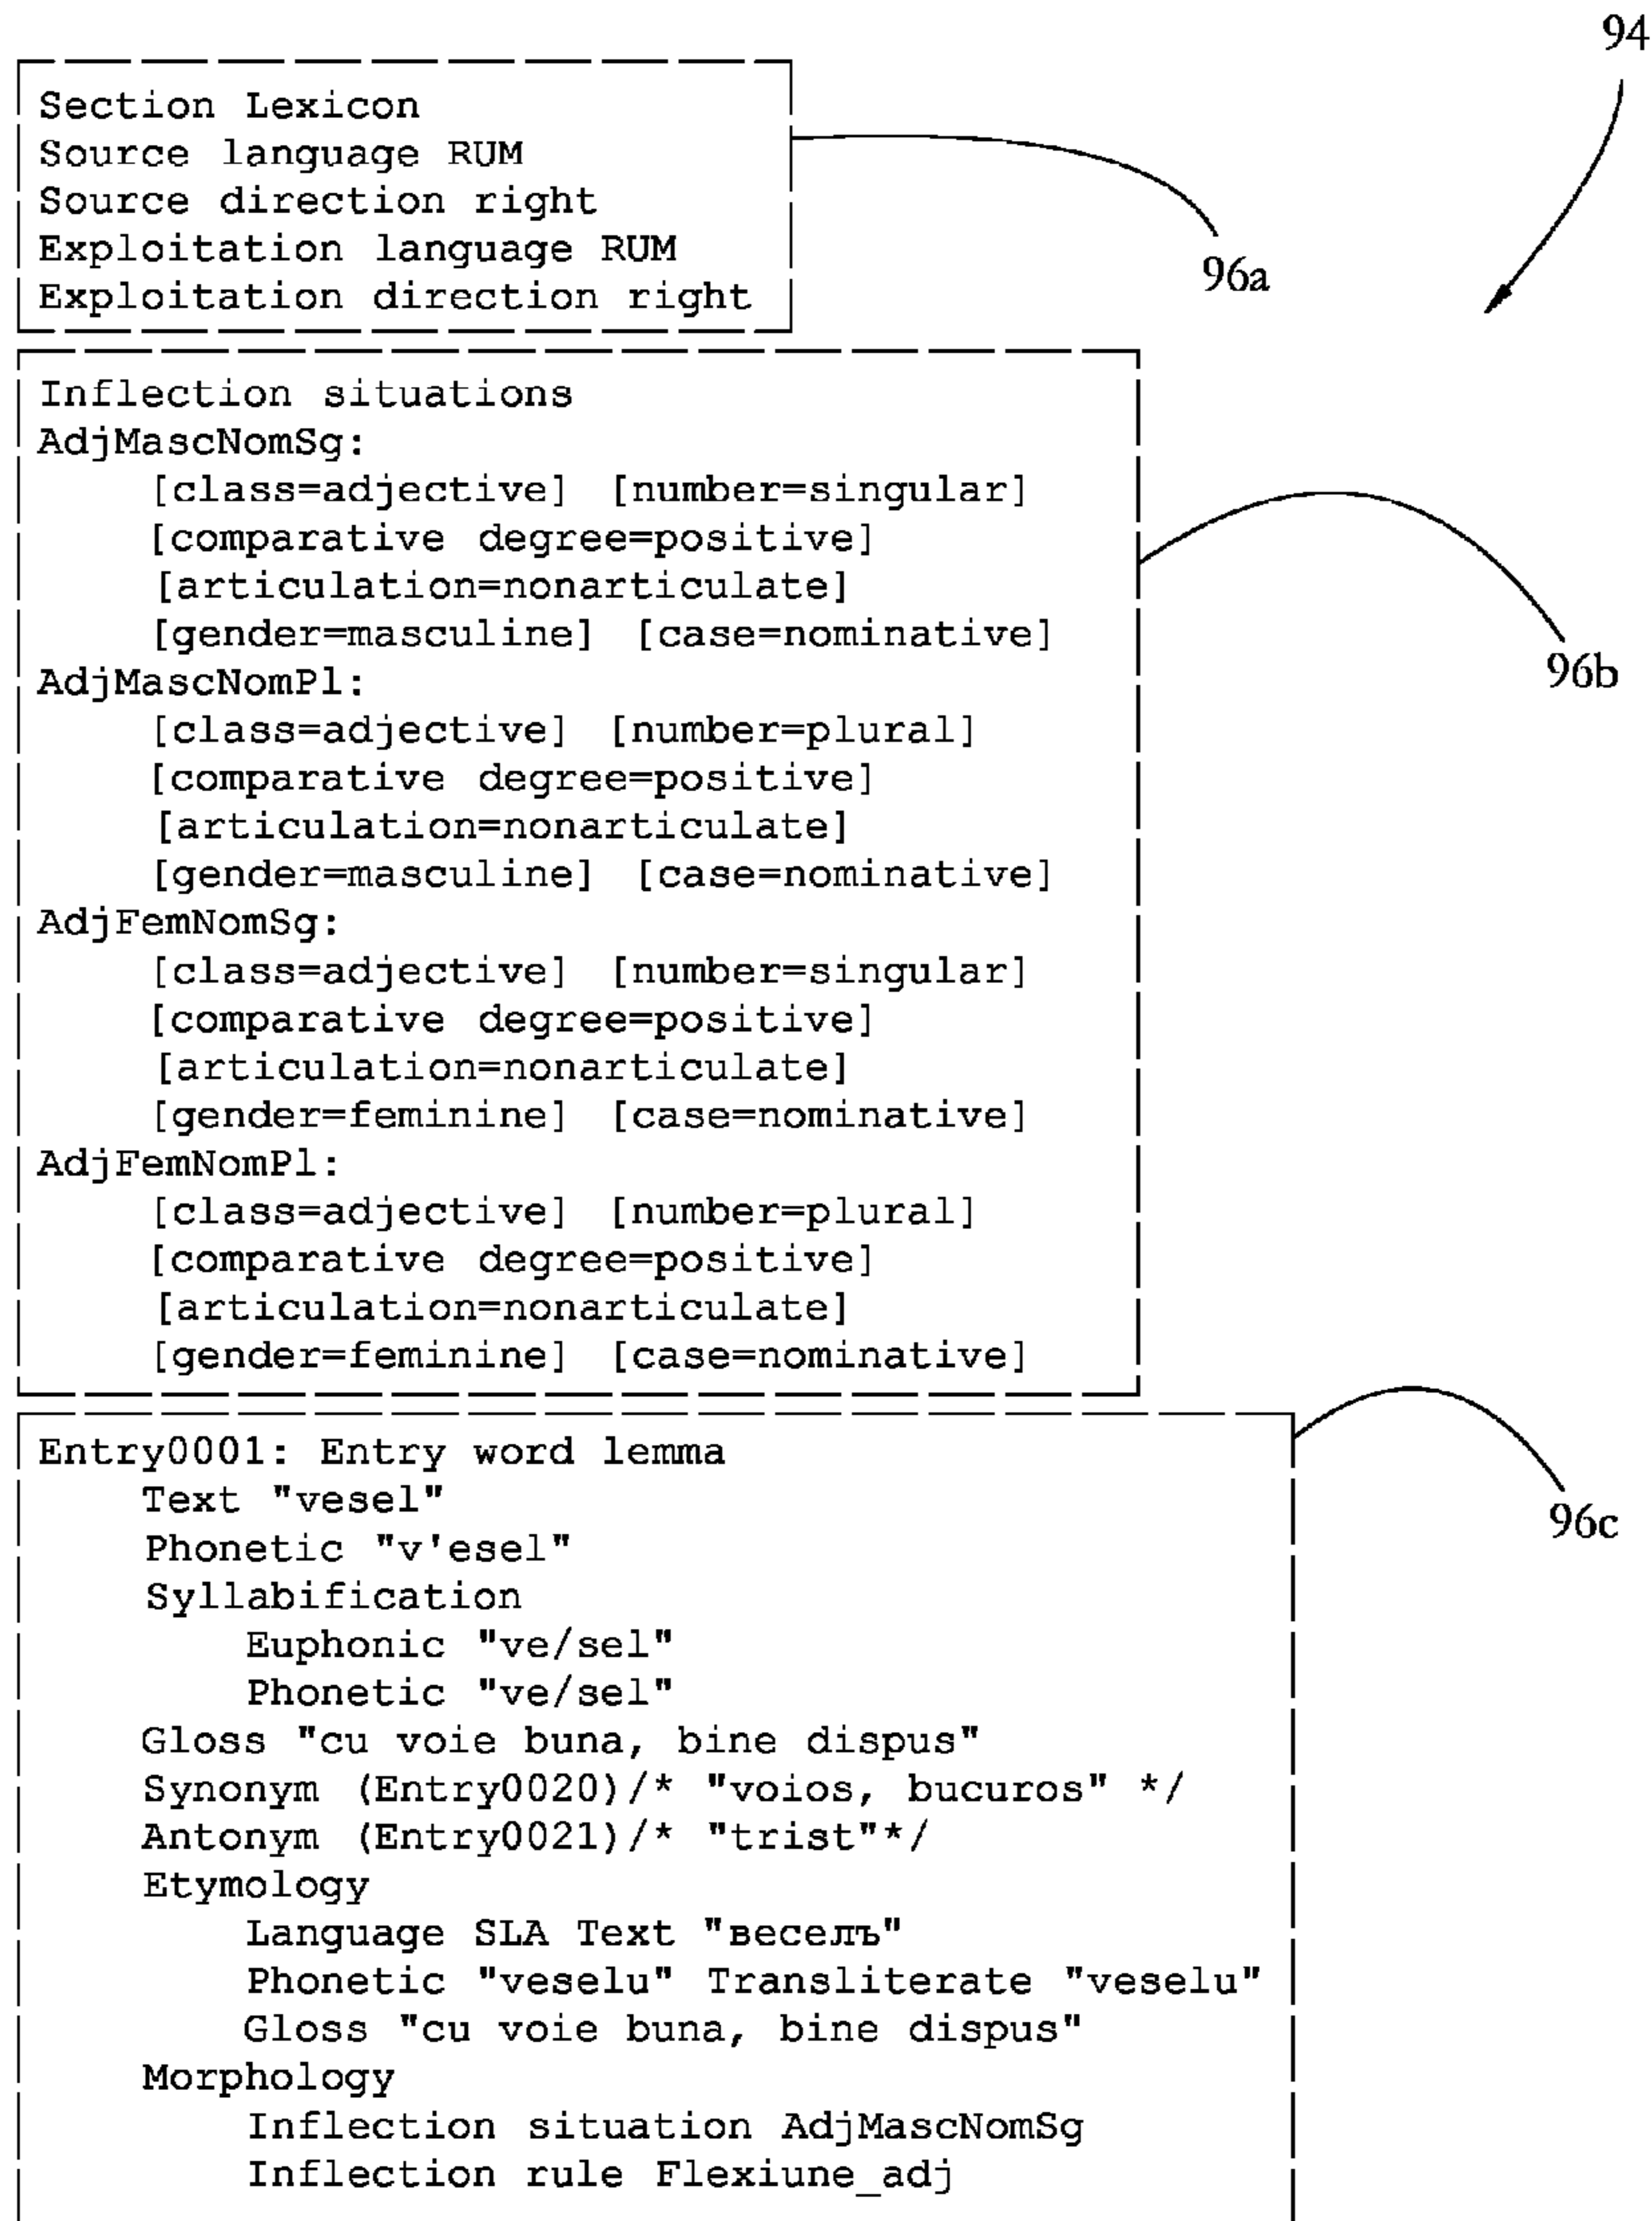 94
Section Lexicon
Source language RUM
Source direction right
Exploitation language RUM
Exploitation direction right
96a
Inflection situations
AdjMascNomSg:
[class=adjective] [number=singular]
[comparative degree=positive]
[articulation=nonarticulate]
[gender=masculine] [case=nominative]
AdjMascNomPl:
[class=adjective] [number=plural]
[comparative degree=positive]
[articulation=nonarticulate]
[gender=masculine] [case=nominative]
AdjFemNomSg:
[class=adjective] [number=singular]
[comparative degree=positive]
[articulation=nonarticulate]
[gender=feminine] [case=nominative]
AdjFemNomPl:
[class=adjective] [number=plural]
[comparative degree=positive]
[articulation=nonarticulate]
[gender=feminine] [case=nominative]
96b
Entry0001: Entry word lemma
Text "vesel"
Phonetic "v'esel"
Syllabification
Euphonic "ve/sel"
Phonetic "ve/sel"
Gloss "cu voie buna, bine dispus"
Synonym (Entry0020)/* "voios, bucuros" */
Antonym (Entry0021)/* "trist"*/
Etymology
Language SLA Text "веселъ"
Phonetic "veselu" Transliterate "veselu"
Gloss "cu voie buna, bine dispus"
Morphology
Inflection situation AdjMascNomSg
Inflection rule Flexiune_adj
96c